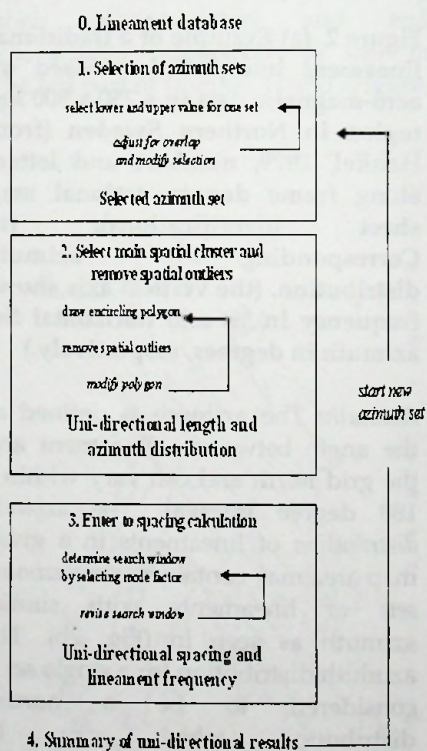 0. Lineament database
1. Selection of azimuth sets
select lower and upper value for one set
adjust for overlap
and modify selection
Selected azimuth set
2. Select main spatial cluster and
remove spatial outliers
draw encircling polygon
remove spatial outliers
modify polygon
Uni-directional length and
azimuth distribution
start new
azimuth set
3. Enter to spacing calculation
determine search window
by selecting mode factor
revise search window
Uni-directional spacing and
lineament frequency
4. Summary of uni-directional results